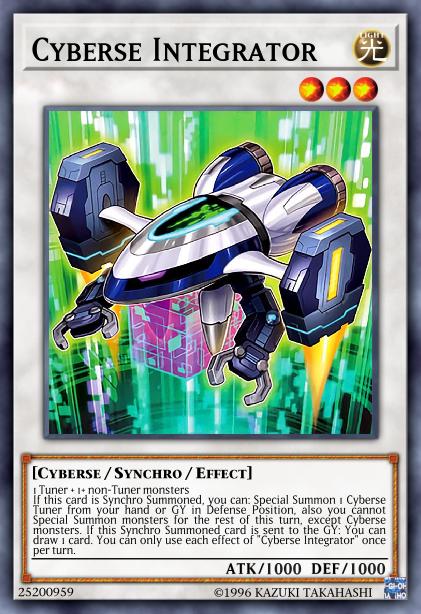 Cyberse Integrator
LIGHT
光
[Cyberse / Synchro / Effect]
1 Tuner + 1+ non-Tuner monsters
If this card is Synchro Summoned, you can: Special Summon 1 Cyberse
Tuner from your hand or GY in Defense Position, also you cannot
Special Summon monsters for the rest of this turn, except Cyberse
monsters. If this Synchro Summoned card is sent to the GY: You can
draw 1 card. You can only use each effect of "Cyberse Integrator" once
per turn.
ATK/1000 DEF/1000
25200959
©1996 KAZUKI TAKAHASHI